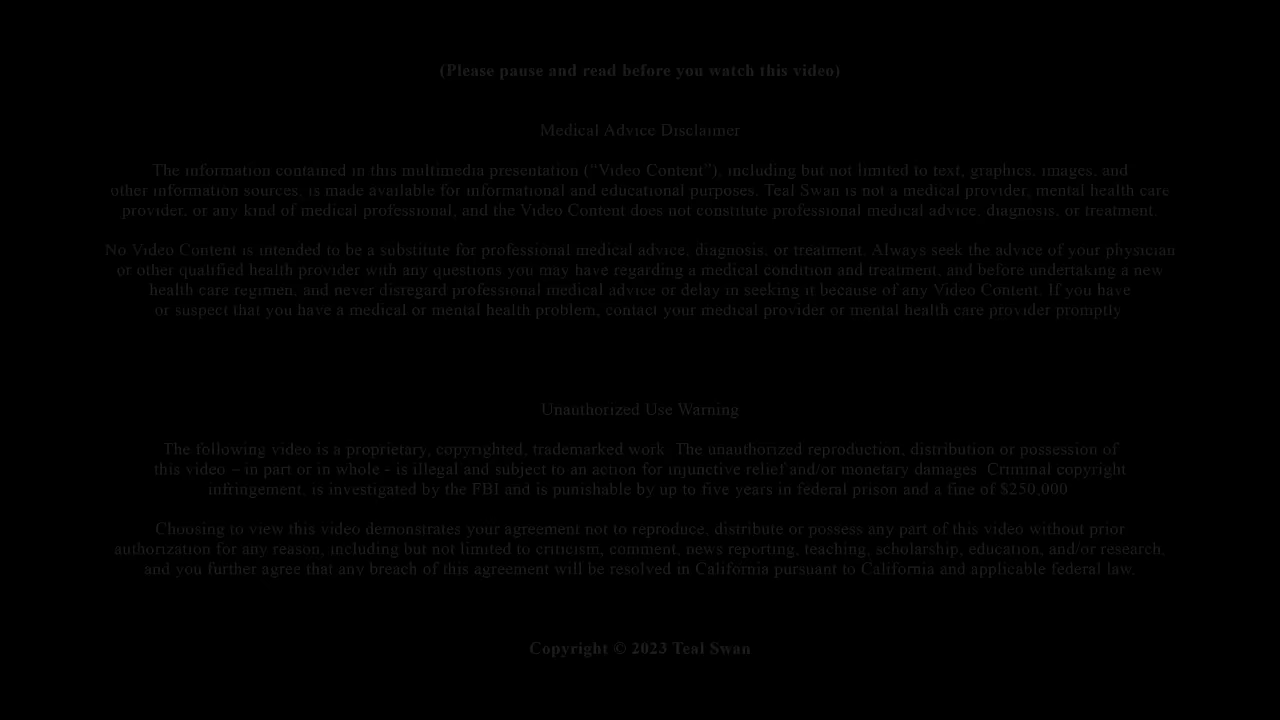 (Please pause and read before you watch this video)
Medical Advice Disclaimer
The information contained in this multimedia presentation (“Video Content”), including but not limited to text, graphics, images, and
other information sources, is made available for informational and educational purposes. Teal Swan is not a medical provider, mental health care
provider, or any kind of medical professional, and the Video Content does not constitute professional medical advice, diagnosis, or treatment.
No Video Content is intended to be a substitute for professional medical advice, diagnosis, or treatment. Always seek the advice of your physician
or other qualified health provider with any questions you may have regarding a medical condition and treatment, and before undertaking a new
health care regimen, and never disregard professional medical advice or delay in seeking it because of any Video Content. If you have
or suspect that you have a medical or mental health problem, contact your medical provider or mental health care provider promptly
Unauthorized Use Warning
The following video is a proprietary, copyrighted, trademarked work. The unauthorized reproduction, distribution or possession of
this video – in part or in whole - is illegal and subject to an action for injunctive relief and/or monetary damages. Criminal copyright
infringement, is investigated by the FBI and is punishable by up to five years in federal prison and a fine of $250,000
Choosing to view this video demonstrates your agreement not to reproduce, distribute or possess any part of this video without prior
authorization for any reason, including but not limited to criticism, comment, news reporting, teaching, scholarship, education, and/or research,
and you further agree that any breach of this agreement will be resolved in California pursuant to California and applicable federal law.
Copyright © 2023 Teal Swan